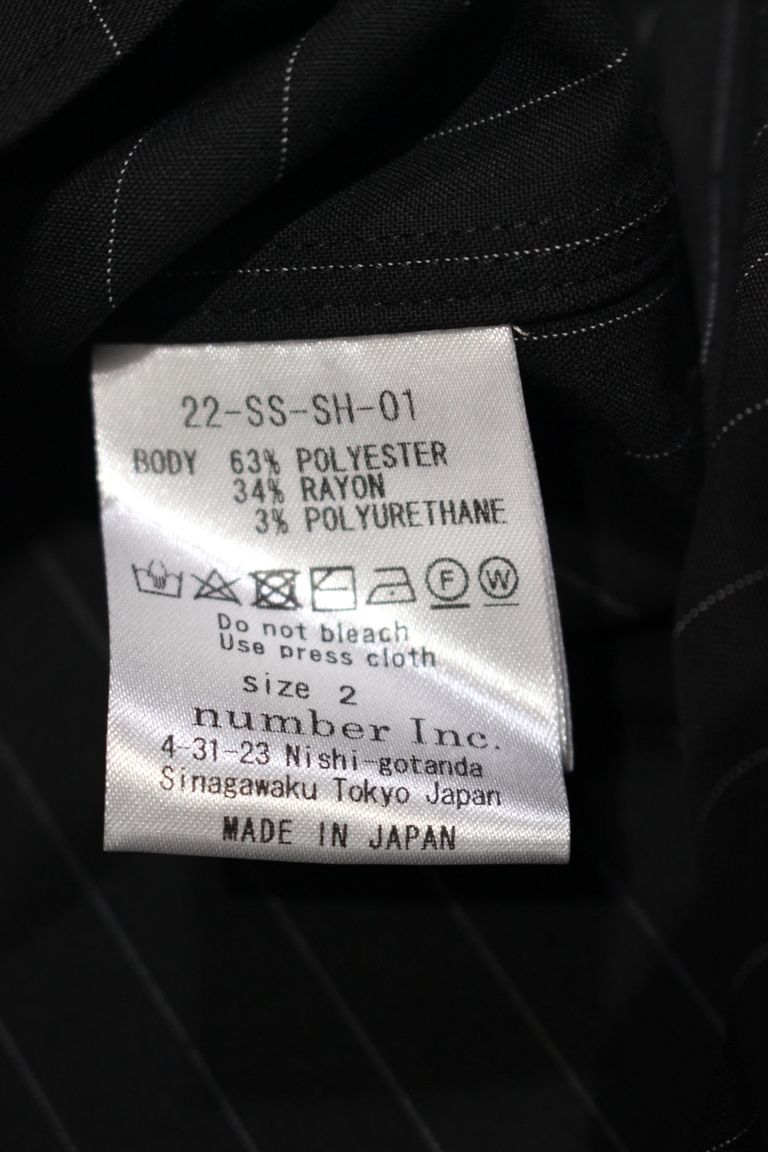 22-SS-SH-01
BODY 63% POLYESTER
34% RAYON
3% POLYURETHANE
F W
Do not bleach
Use press cloth
size 2
number Inc.
4-31-23 Nishi-gotanda
Sinagawaku Tokyo Japan
MADE IN JAPAN